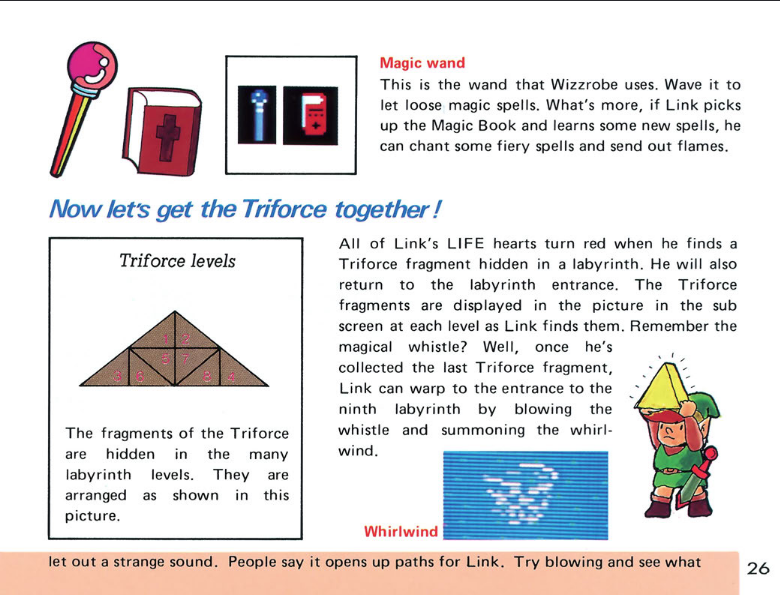 Magic wand
This is the wand that Wizzrobe uses. Wave it to
let loose magic spells. What's more, if Link picks
up the Magic Book and learns some new spells, he
can chant some fiery spells and send out flames.
Now let's get the Triforce together!
Triforce levels
1 2
5 7
3 6 8 4
The fragments of the Triforce
are hidden in the many
labyrinth levels. They are
arranged as shown in this
picture.
All of Link's LIFE hearts turn red when he finds a
Triforce fragment hidden in a labyrinth. He will also
return to the labyrinth entrance. The Triforce
fragments are displayed in the picture in the sub
screen at each level as Link finds them. Remember the
magical whistle? Well, once he's
collected the last Triforce fragment,
Link can warp to the entrance to the
ninth labyrinth by blowing the
whistle and summoning the whirl-
wind.
Whirlwind
let out a strange sound. People say it opens up paths for Link. Try blowing and see what
26